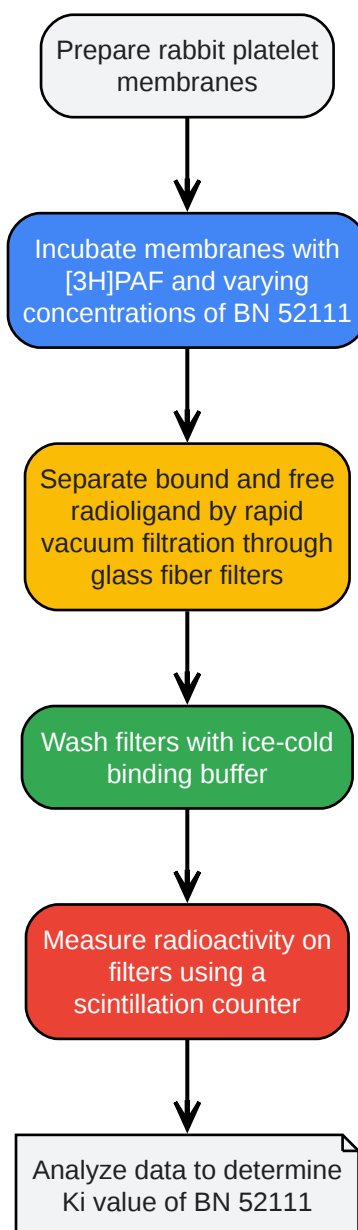 Prepare rabbit platelet
membranes
Incubate membranes with
[3H]PAF and varying
concentrations of BN 52111
Separate bound and free
radioligand by rapid
vacuum filtration through
glass fiber filters
Wash filters with ice-cold
binding buffer
Measure radioactivity on
filters using a
scintillation counter
Analyze data to determine
Ki value of BN 52111